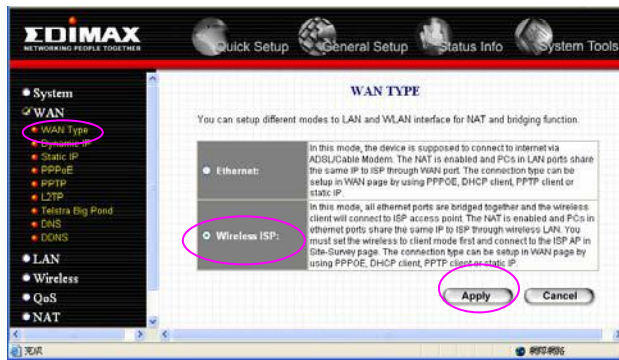 EDIMAX
NETWORKING PEOPLE TOGETHER
Quick Setup
General Setup
Status Info
System Tools
System
WAN
WAN Type
Dynamic IP
Static IP
PPPoE
PPTP
L2TP
Telstra Big Pond
DNS
DDNS
LAN
Wireless
QoS
NAT
WAN TYPE
You can setup different modes to LAN and WLAN interface for NAT and bridging function.
Ethernet:
In this mode, the device is supposed to connect to internet via
ADSL/Cable Modem. The NAT is enabled and PCs in LAN ports share
the same IP to ISP through WAN port. The connection type can be
setup in WAN page by using PPPOE, DHCP client, PPTP client or
static IP.
Wireless ISP:
In this mode, all ethernet ports are bridged together and the wireless
client will connect to ISP access point. The NAT is enabled and PCs in
ethernet ports share the same IP to ISP through wireless LAN. You
must set the wireless to client mode first and connect to the ISP AP in
Site-Survey page. The connection type can be setup in WAN page by
using PPPOE, DHCP client, PPTP client or static IP.
Apply
Cancel
完成